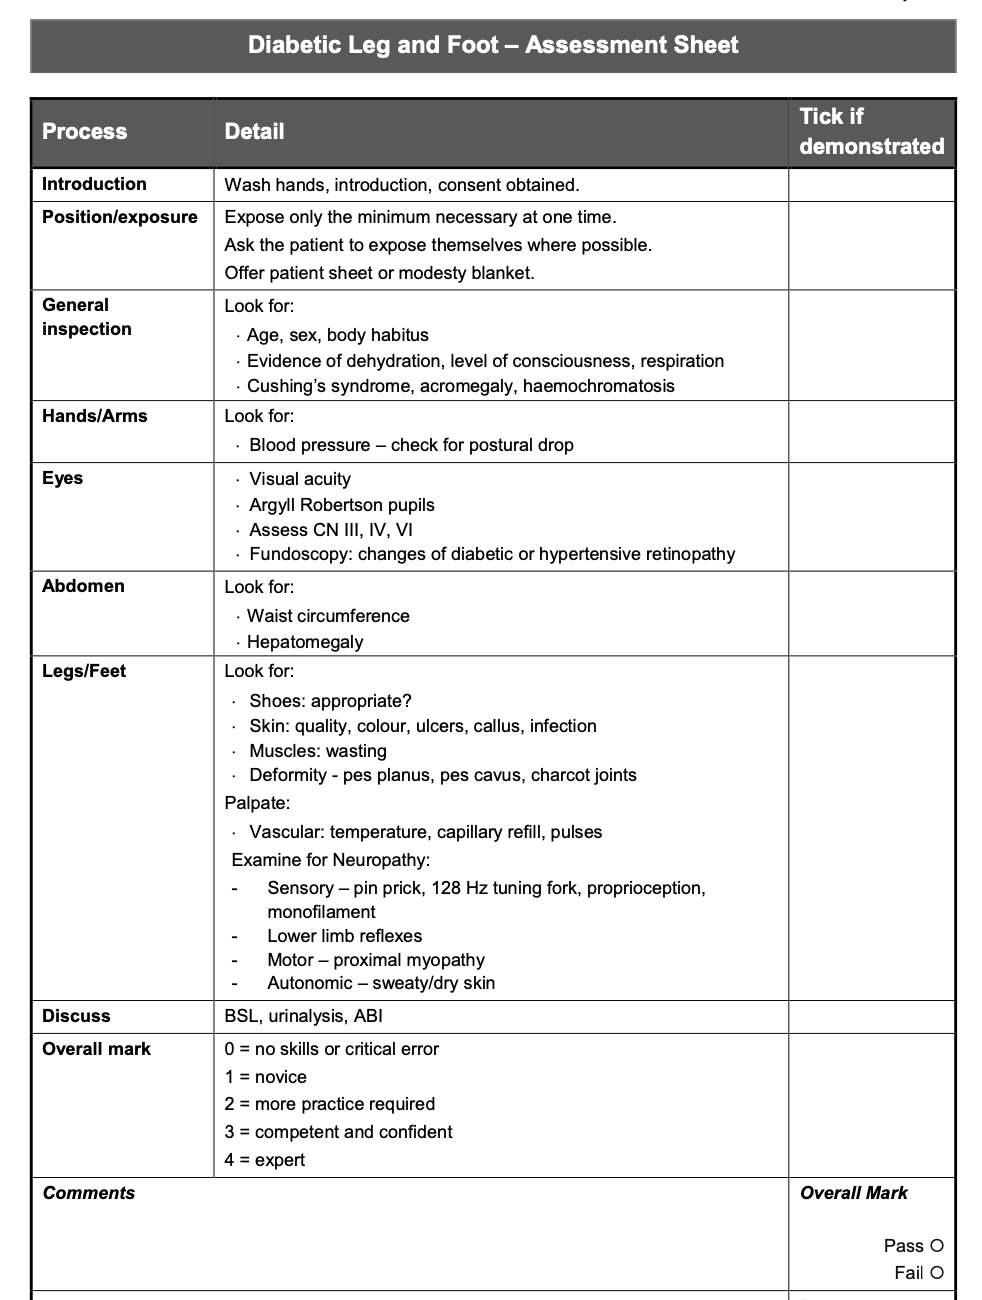 Diabetic Leg and Foot – Assessment Sheet
Process
Detail
Tick if
demonstrated
Introduction
Wash hands, introduction, consent obtained.
Position/exposure
Expose only the minimum necessary at one time.
Ask the patient to expose themselves where possible.
Offer patient sheet or modesty blanket.
General
inspection
Look for:
· Age, sex, body habitus
· Evidence of dehydration, level of consciousness, respiration
· Cushing’s syndrome, acromegaly, haemochromatosis
Hands/Arms
Look for:
· Blood pressure – check for postural drop
Eyes
· Visual acuity
· Argyll Robertson pupils
· Assess CN III, IV, VI
· Fundoscopy: changes of diabetic or hypertensive retinopathy
Abdomen
Look for:
· Waist circumference
· Hepatomegaly
Legs/Feet
Look for:
· Shoes: appropriate?
· Skin: quality, colour, ulcers, callus, infection
· Muscles: wasting
· Deformity - pes planus, pes cavus, charcot joints
Palpate:
· Vascular: temperature, capillary refill, pulses
Examine for Neuropathy:
- Sensory – pin prick, 128 Hz tuning fork, proprioception,
monofilament
- Lower limb reflexes
- Motor – proximal myopathy
- Autonomic – sweaty/dry skin
Discuss
BSL, urinalysis, ABI
Overall mark
0 = no skills or critical error
1 = novice
2 = more practice required
3 = competent and confident
4 = expert
Comments
Overall Mark
Pass O
Fail O